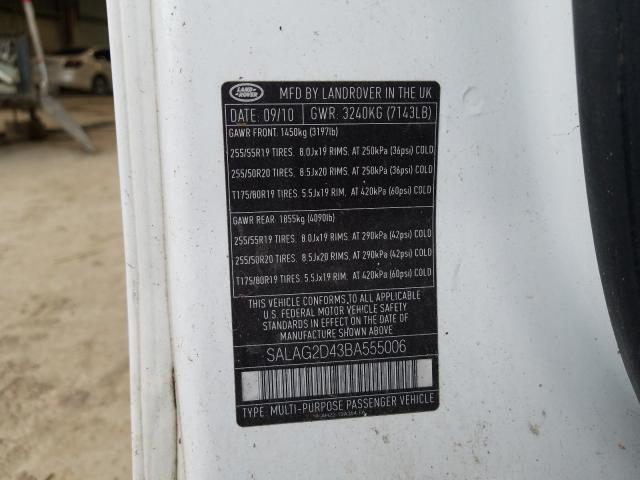 LAND-
ROVER
MFD BY LANDROVER IN THE UK
DATE: 09/10 GWR: 3240KG (7143LB)
GAWR FRONT: 1450kg (3197lb)
255/55R19 TIRES. 8.0Jx19 RIMS. AT 250kPa (36psi) COLD
255/50R20 TIRES. 8.5Jx20 RIMS. AT 250kPa (36psi) COLD
T175/80R19 TIRES. 5.5Jx19 RIM. AT 420kPa (60psi) COLD
GAWR REAR: 1855kg (4090lb)
255/55R19 TIRES. 8.0Jx19 RIMS. AT 290kPa (42psi) COLD
255/50R20 TIRES. 8.5Jx20 RIMS. AT 290kPa (42psi) COLD
T175/80R19 TIRES. 5.5Jx19 RIM. AT 420kPa (60psi) COLD
THIS VEHICLE CONFORMS TO ALL APPLICABLE
U.S. FEDERAL MOTOR VEHICLE SAFETY
STANDARDS IN EFFECT ON THE DATE OF
MANUFACTURE SHOWN ABOVE.
SALAG2D43BA555006
TYPE: MULTI-PURPOSE PASSENGER VEHICLE